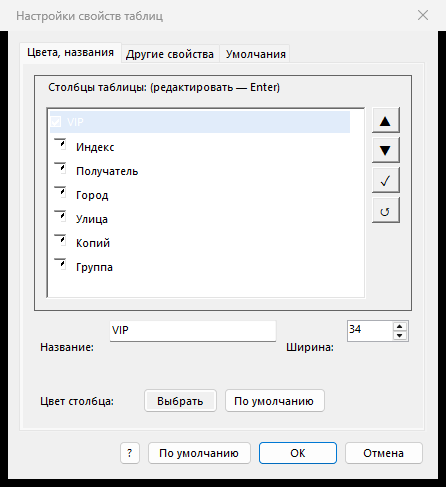 Настройки свойств таблиц
Цвета, названия Другие свойства Умолчания
Столбцы таблицы: (редактировать — Enter)
VIP
Индекс
Получатель
Город
Улица
Копий
Группа
Название: VIP Ширина: 34
Цвет столбца: Выбрать По умолчанию
? По умолчанию OK Отмена